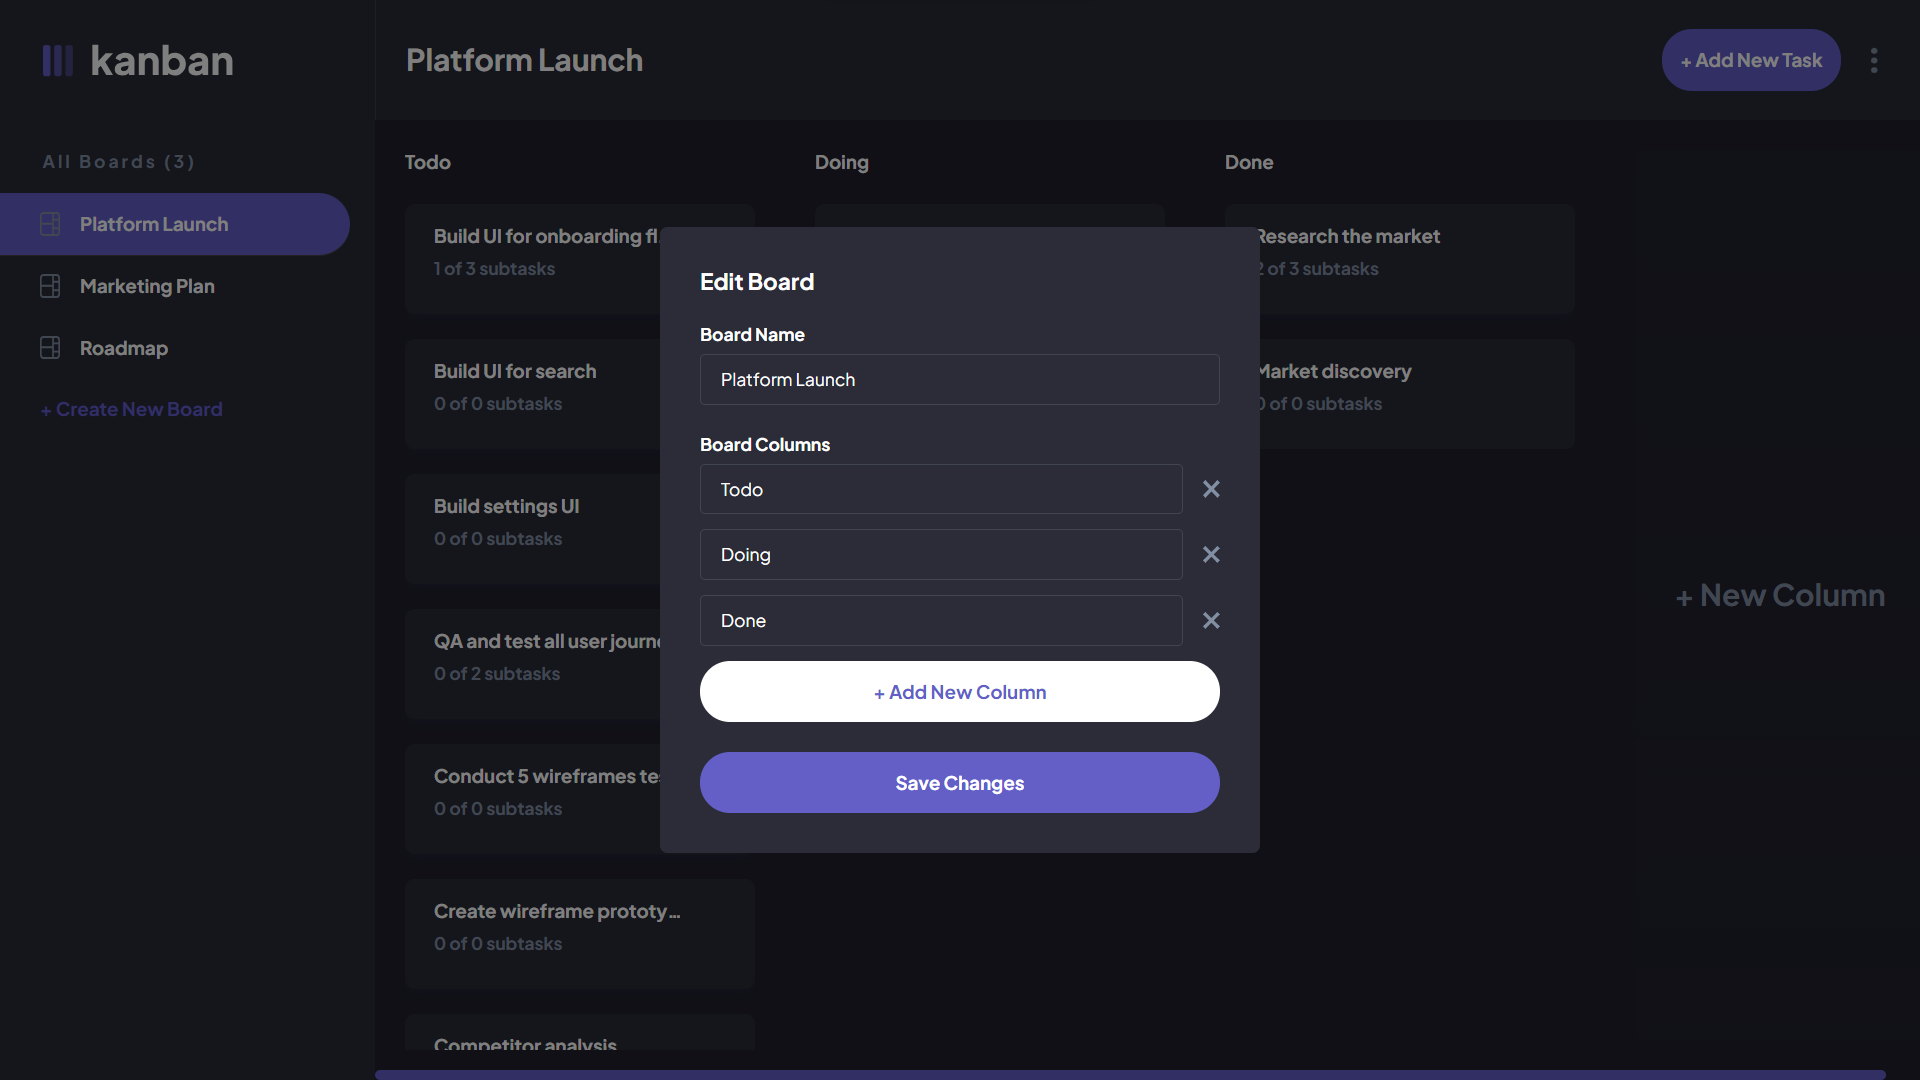 kanban
Platform Launch
+ Add New Task
All Boards (3)
Platform Launch
Marketing Plan
Roadmap
+ Create New Board
Todo
Build UI for onboarding fl
1 of 3 subtasks
Build UI for search
0 of 0 subtasks
Build settings UI
0 of 0 subtasks
QA and test all user journe
0 of 2 subtasks
Conduct 5 wireframes tes
0 of 0 subtasks
Create wireframe prototy...
0 of 0 subtasks
Competitor analysis
Doing
Done
Research the market
2 of 3 subtasks
Market discovery
0 of 0 subtasks
+ New Column
Edit Board
Board Name
Platform Launch
Board Columns
Todo
Doing
Done
+ Add New Column
Save Changes